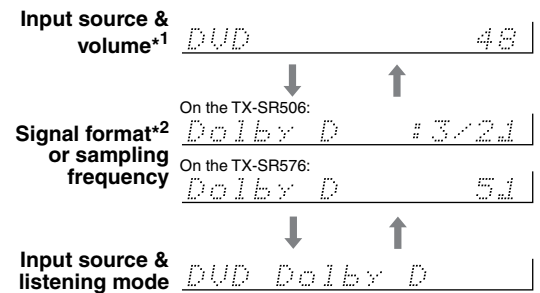 Input source &
volume*1
DVD 48
On the TX-SR506:
Signal format*2
or sampling
frequency
Dolby D :3/2.1
On the TX-SR576:
Dolby D 5.1
Input source &
listening mode
DVD Dolby D